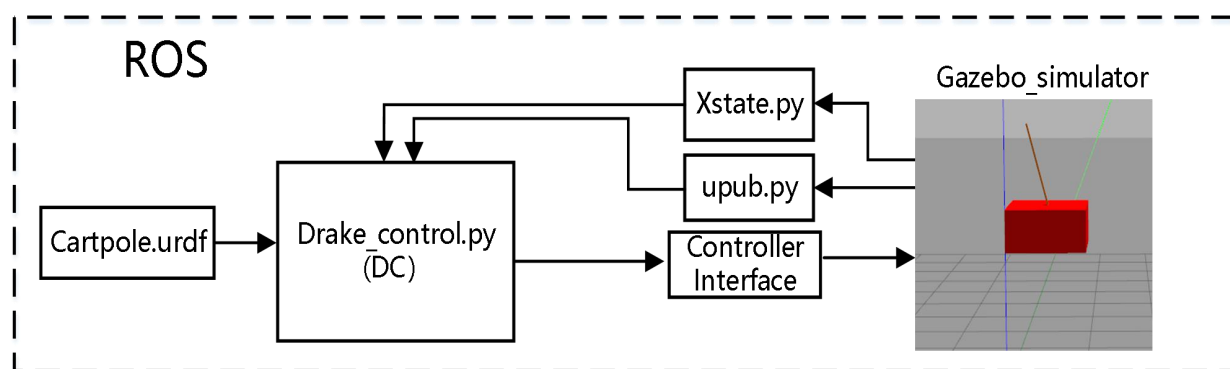 ROS
Gazebo_simulator
Xstate.py
upub.py
Cartpole.urdf
Drake_control.py
(DC)
Controller
Interface